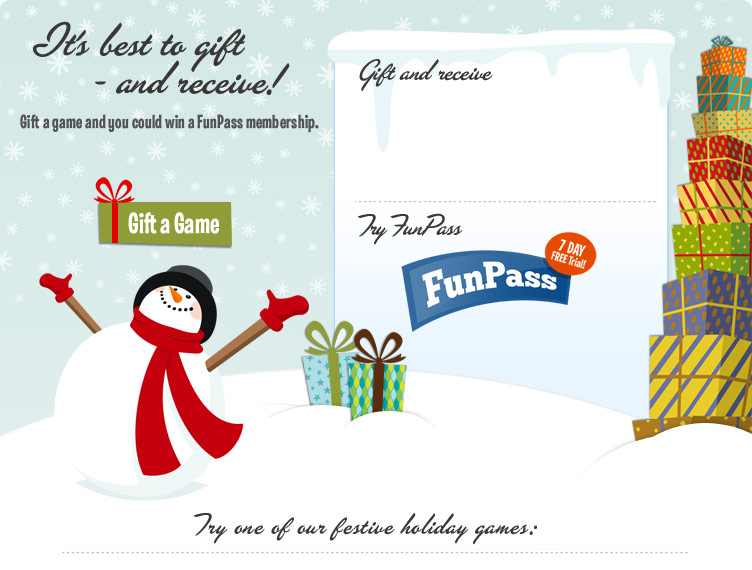 It's best to gift
- and receive!
Gift a game and you could win a FunPass membership.
Gift a Game
Gift and receive
Try FunPass
7 DAY
FREE Trial!
FunPass
Try one of our festive holiday games: